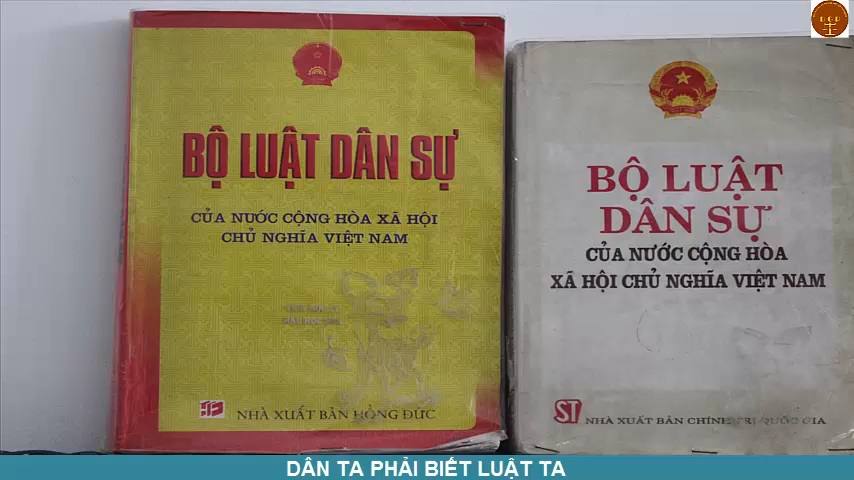 BỘ LUẬT DÂN SỰ
CỦA NƯỚC CỘNG HÒA XÃ HỘI
CHỦ NGHĨA VIỆT NAM
NHÀ XUẤT BẢN HỒNG ĐỨC
BỘ LUẬT
DÂN SỰ
CỦA NƯỚC CỘNG HÒA
XÃ HỘI CHỦ NGHĨA VIỆT NAM
ST NHÀ XUẤT BẢN CHÍNH TRỊ QUỐC GIA
DÂN TA PHẢI BIẾT LUẬT TA